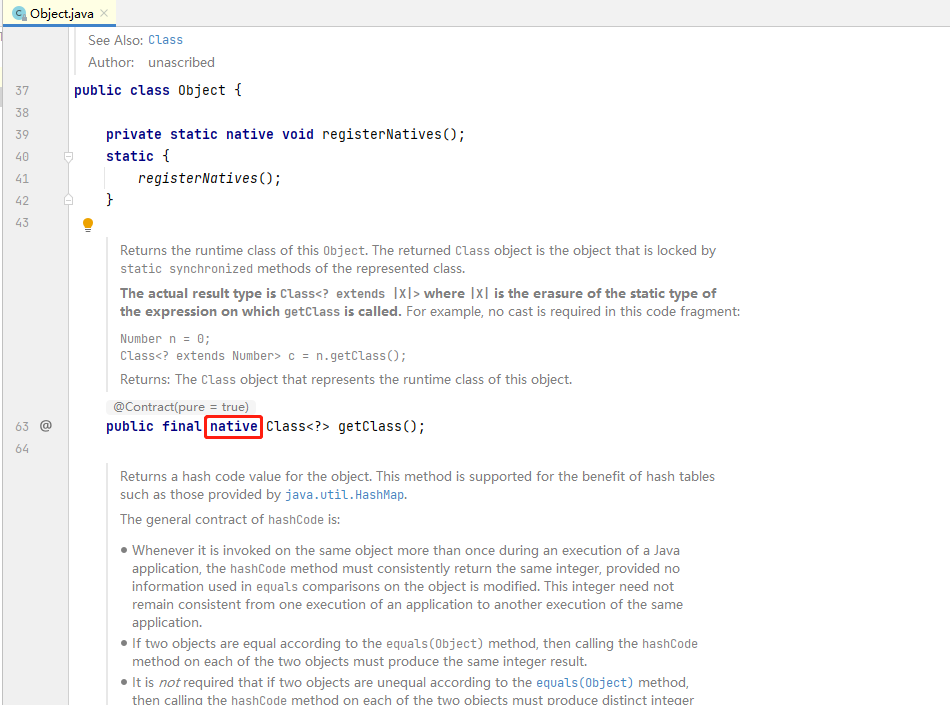 Object.java
See Also: Class
Author: unascribed
37 public class Object {
38
39 private static native void registerNatives();
40 static {
41 registerNatives();
42 }
43
Returns the runtime class of this Object. The returned Class object is the object that is locked by
static synchronized methods of the represented class.
The actual result type is Class<? extends |X|> where |X| is the erasure of the static type of
the expression on which getClass is called. For example, no cast is required in this code fragment:
Number n = 0;
Class<? extends Number> c = n.getClass();
Returns: The Class object that represents the runtime class of this object.
@Contract(pure = true)
63 @ public final native Class<?> getClass();
64
Returns a hash code value for the object. This method is supported for the benefit of hash tables
such as those provided by java.util.HashMap.
The general contract of hashCode is:
• Whenever it is invoked on the same object more than once during an execution of a Java
application, the hashCode method must consistently return the same integer, provided no
information used in equals comparisons on the object is modified. This integer need not
remain consistent from one execution of an application to another execution of the same
application.
• If two objects are equal according to the equals(Object) method, then calling the hashCode
method on each of the two objects must produce the same integer result.
• It is not required that if two objects are unequal according to the equals(Object) method,
then calling the hashCode method on each of the two objects must produce distinct integer